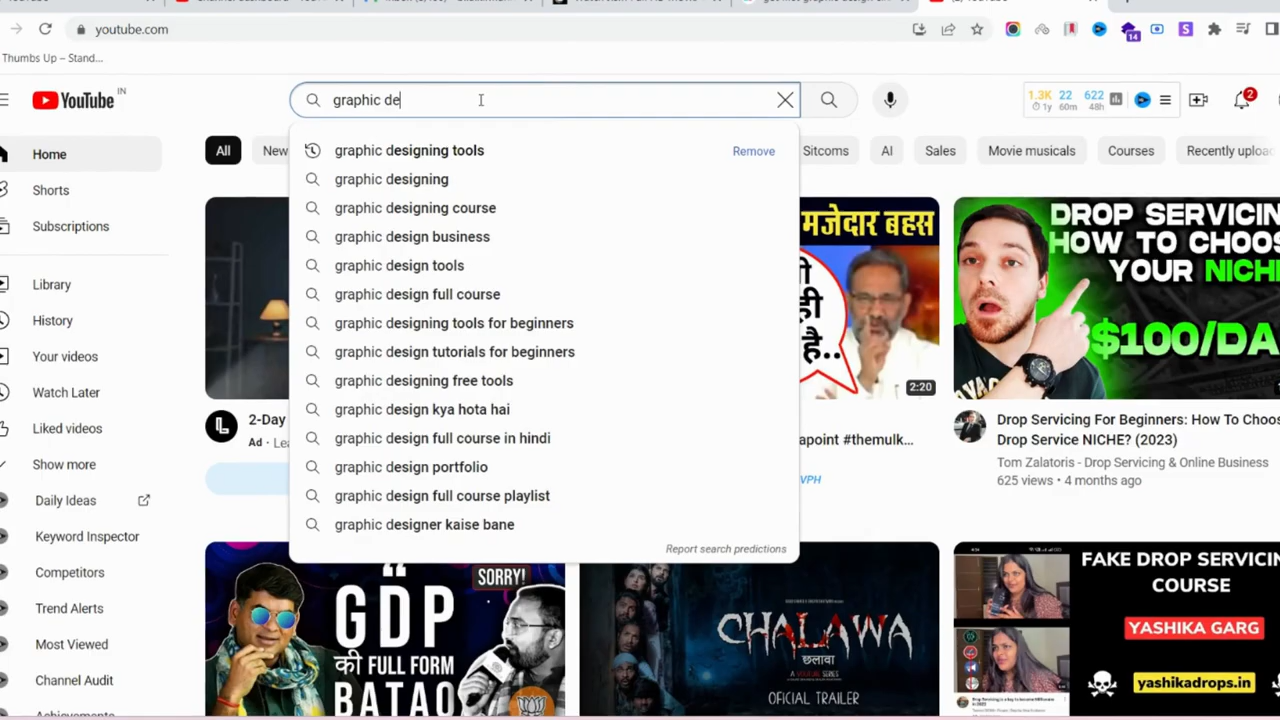 youtube.com
14
Thumbs Up – Stand...
YouTube IN
graphic de
1.3K 22 622
1y 60m 48h
2
Home
Shorts
Subscriptions
Library
History
Your videos
Watch Later
Liked videos
Show more
Daily Ideas
Keyword Inspector
Competitors
Trend Alerts
Most Viewed
Channel Audit
Achievements
All
New
Sitcoms
AI
Sales
Movie musicals
Courses
Recently uploa
graphic designing tools
Remove
graphic designing
graphic designing course
graphic design business
graphic design tools
graphic design full course
graphic designing tools for beginners
graphic design tutorials for beginners
graphic designing free tools
graphic design kya hota hai
graphic design full course in hindi
graphic design portfolio
graphic design full course playlist
graphic designer kaise bane
Report search predictions
2-Day
Ad · Lea
मजेदार बहस
ही
है..
2:20
apoint #themulk...
VPH
DROP SERVICIN
HOW TO CHOOS
YOUR NICHE
$100/DA
Drop Servicing For Beginners: How To Choos
Drop Service NICHE? (2023)
Tom Zalatoris - Drop Servicing & Online Business
625 views • 4 months ago
SORRY!
GDP
की FULL FORM
BATAO
CHALAWA
छलावा
OFICIAL TRAILER
FAKE DROP SERVICIN
COURSE
YASHIKA GARG
yashikadrops.in